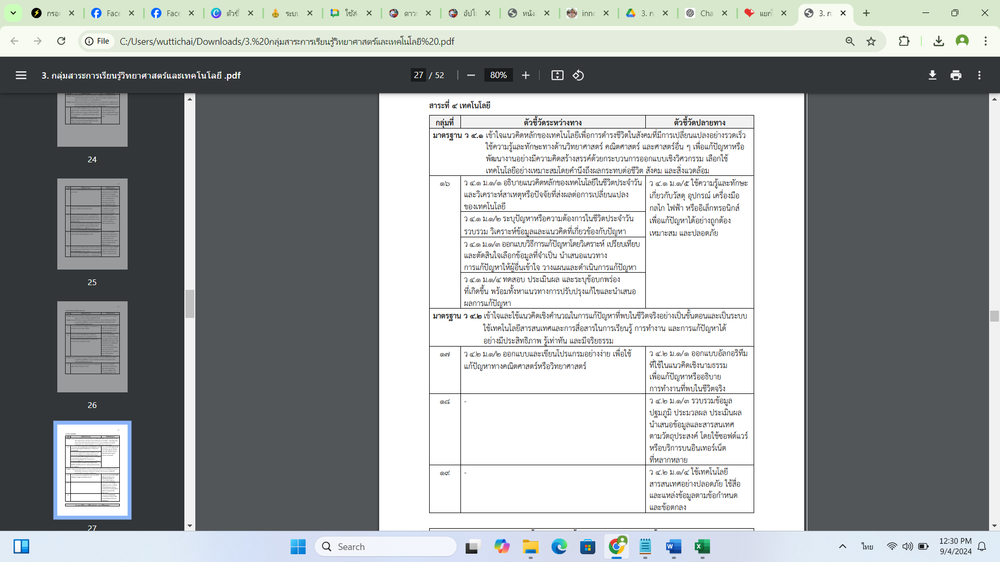 กรอก
Face
Face
ตัวชี้
ระบบ
ใช้ส่
ดาวน์
อัปโ
หนัง
inno
3. ก
Cha
แยก
3. ก
File
C:/Users/wuttichai/Downloads/3.%20กลุ่มสาระการเรียนรู้วิทยาศาสตร์และเทคโนโลยี%20.pdf
3. กลุ่มสาระการเรียนรู้วิทยาศาสตร์และเทคโนโลยี .pdf
27 / 52
80%
24
25
26
27
สาระที่ ๔ เทคโนโลยี
กลุ่มที่ ตัวชี้วัดระหว่างทาง ตัวชี้วัดปลายทาง
มาตรฐาน ว ๔.๑ เข้าใจแนวคิดหลักของเทคโนโลยีเพื่อการดำรงชีวิตในสังคมที่มีการเปลี่ยนแปลงอย่างรวดเร็ว
ใช้ความรู้และทักษะทางด้านวิทยาศาสตร์ คณิตศาสตร์ และศาสตร์อื่น ๆ เพื่อแก้ปัญหาหรือ
พัฒนางานอย่างมีความคิดสร้างสรรค์ด้วยกระบวนการออกแบบเชิงวิศวกรรม เลือกใช้
เทคโนโลยีอย่างเหมาะสมโดยคำนึงถึงผลกระทบต่อชีวิต สังคม และสิ่งแวดล้อม
๑๖
ว ๔.๑ ม.๑/๑ อธิบายแนวคิดหลักของเทคโนโลยีในชีวิตประจำวัน
และวิเคราะห์สาเหตุหรือปัจจัยที่ส่งผลต่อการเปลี่ยนแปลง
ของเทคโนโลยี
ว ๔.๑ ม.๑/๒ ระบุปัญหาหรือความต้องการในชีวิตประจำวัน
รวบรวม วิเคราะห์ข้อมูลและแนวคิดที่เกี่ยวข้องกับปัญหา
ว ๔.๑ ม.๑/๓ ออกแบบวิธีการแก้ปัญหาโดยวิเคราะห์ เปรียบเทียบ
และตัดสินใจเลือกข้อมูลที่จำเป็น นำเสนอแนวทาง
การแก้ปัญหาให้ผู้อื่นเข้าใจ วางแผนและดำเนินการแก้ปัญหา
ว ๔.๑ ม.๑/๔ ทดสอบ ประเมินผล และระบุข้อบกพร่อง
ที่เกิดขึ้น พร้อมทั้งหาแนวทางการปรับปรุงแก้ไขและนำเสนอ
ผลการแก้ปัญหา
ว ๔.๑ ม.๑/๕ ใช้ความรู้และทักษะ
เกี่ยวกับวัสดุ อุปกรณ์ เครื่องมือ
กลไก ไฟฟ้า หรืออิเล็กทรอนิกส์
เพื่อแก้ปัญหาได้อย่างถูกต้อง
เหมาะสม และปลอดภัย
มาตรฐาน ว ๔.๒ เข้าใจและใช้แนวคิดเชิงคำนวณในการแก้ปัญหาที่พบในชีวิตจริงอย่างเป็นขั้นตอนและเป็นระบบ
ใช้เทคโนโลยีสารสนเทศและการสื่อสารในการเรียนรู้ การทำงาน และการแก้ปัญหาได้
อย่างมีประสิทธิภาพ รู้เท่าทัน และมีจริยธรรม
๑๗
ว ๔.๒ ม.๑/๒ ออกแบบและเขียนโปรแกรมอย่างง่าย เพื่อใช้
แก้ปัญหาทางคณิตศาสตร์หรือวิทยาศาสตร์
ว ๔.๒ ม.๑/๑ ออกแบบอัลกอริทึม
ที่ใช้ในแนวคิดเชิงนามธรรม
เพื่อแก้ปัญหาหรืออธิบาย
การทำงานที่พบในชีวิตจริง
๑๘
-
ว ๔.๒ ม.๑/๓ รวบรวมข้อมูล
ปฐมภูมิ ประมวลผล ประเมินผล
นำเสนอข้อมูลและสารสนเทศ
ตามวัตถุประสงค์ โดยใช้ซอฟต์แวร์
หรือบริการบนอินเทอร์เน็ต
ที่หลากหลาย
๑๙
-
ว ๔.๒ ม.๑/๔ ใช้เทคโนโลยี
สารสนเทศอย่างปลอดภัย ใช้สื่อ
และแหล่งข้อมูลตามข้อกำหนด
และข้อตกลง
Search
ไทย
12:30 PM
9/4/2024